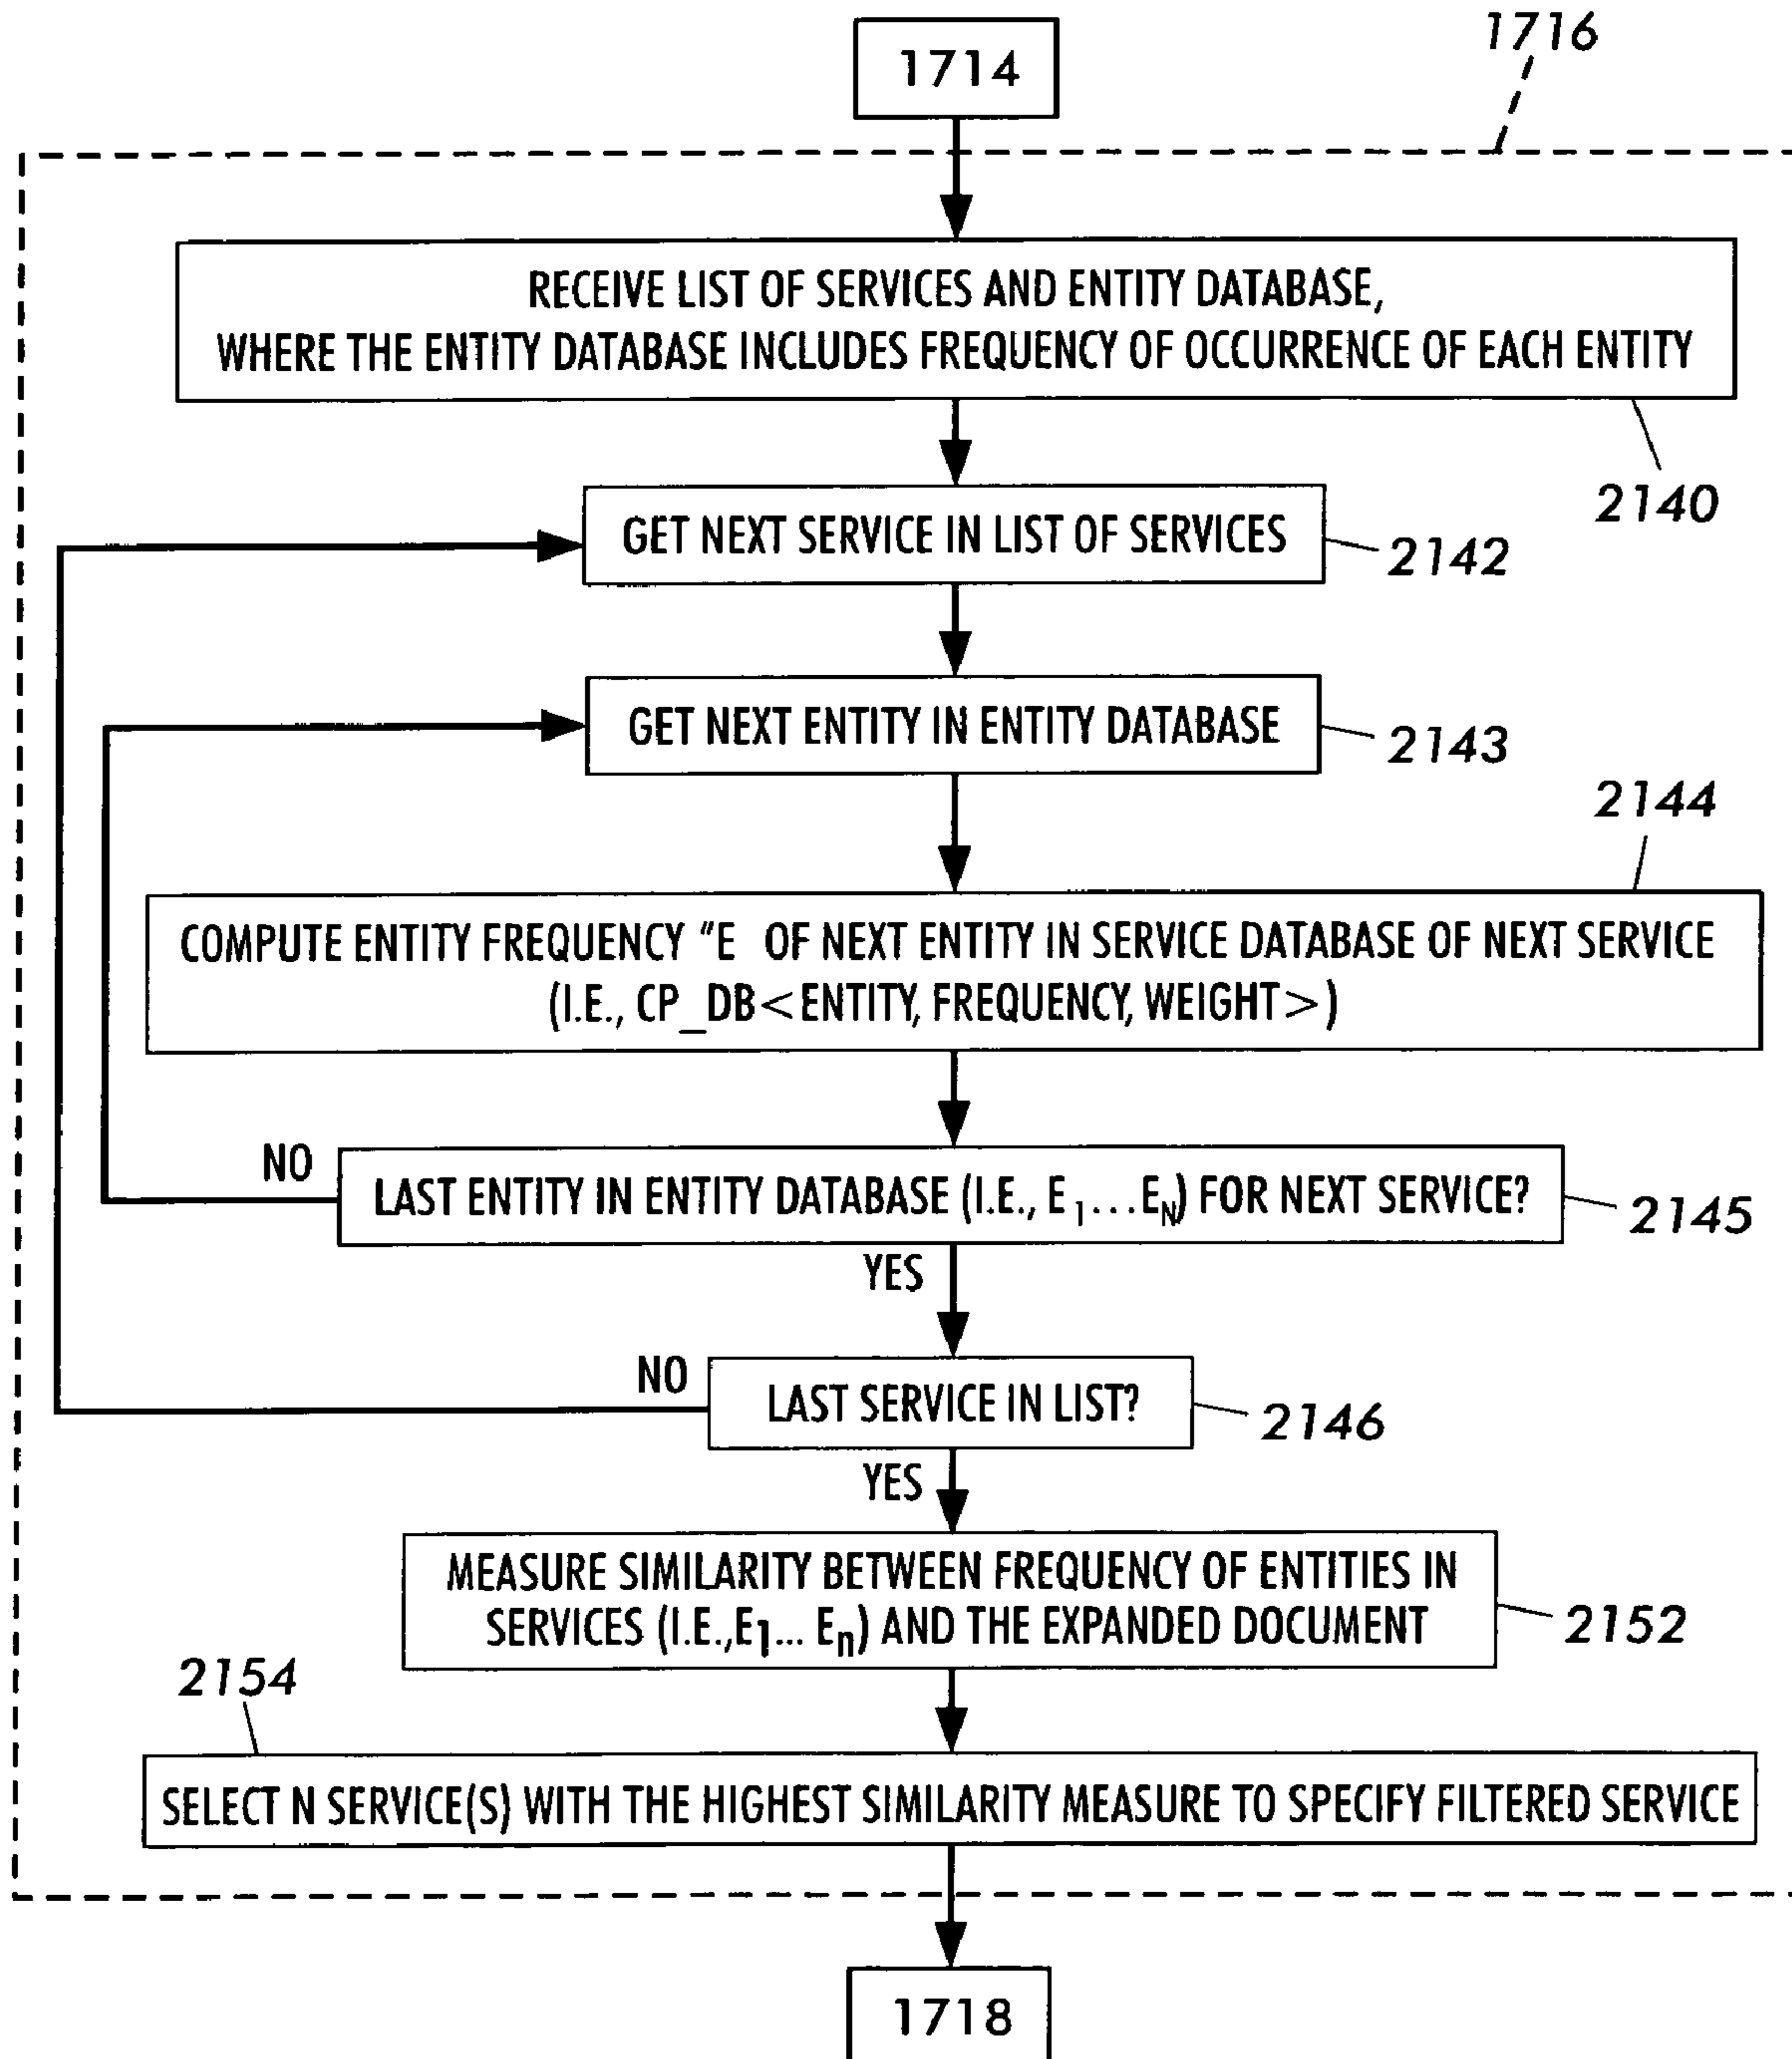 1714
1716
RECEIVE LIST OF SERVICES AND ENTITY DATABASE,
WHERE THE ENTITY DATABASE INCLUDES FREQUENCY OF OCCURRENCE OF EACH ENTITY
2140
GET NEXT SERVICE IN LIST OF SERVICES
2142
GET NEXT ENTITY IN ENTITY DATABASE
2143
2144
COMPUTE ENTITY FREQUENCY "E OF NEXT ENTITY IN SERVICE DATABASE OF NEXT SERVICE
(I.E., CP_DB<ENTITY, FREQUENCY, WEIGHT>)
NO
LAST ENTITY IN ENTITY DATABASE (I.E., E1...EN) FOR NEXT SERVICE?
2145
YES
NO
LAST SERVICE IN LIST?
2146
YES
MEASURE SIMILARITY BETWEEN FREQUENCY OF ENTITIES IN
SERVICES (I.E.,E1... En) AND THE EXPANDED DOCUMENT
2152
2154
SELECT N SERVICE(S) WITH THE HIGHEST SIMILARITY MEASURE TO SPECIFY FILTERED SERVICE
1718